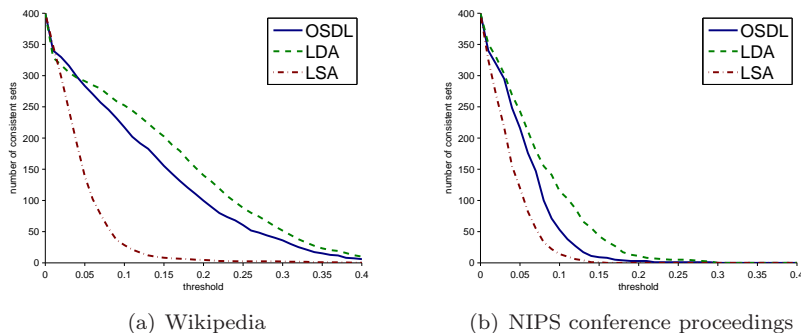 number of consistent sets
400
350
300
250
200
150
100
50
0
OSDL
LDA
LSA
0 0.05 0.1 0.15 0.2 0.25 0.3 0.35 0.4
threshold
(a) Wikipedia
number of consistent sets
400
350
300
250
200
150
100
50
0
OSDL
LDA
LSA
0 0.05 0.1 0.15 0.2 0.25 0.3 0.35 0.4
threshold
(b) NIPS conference proceedings